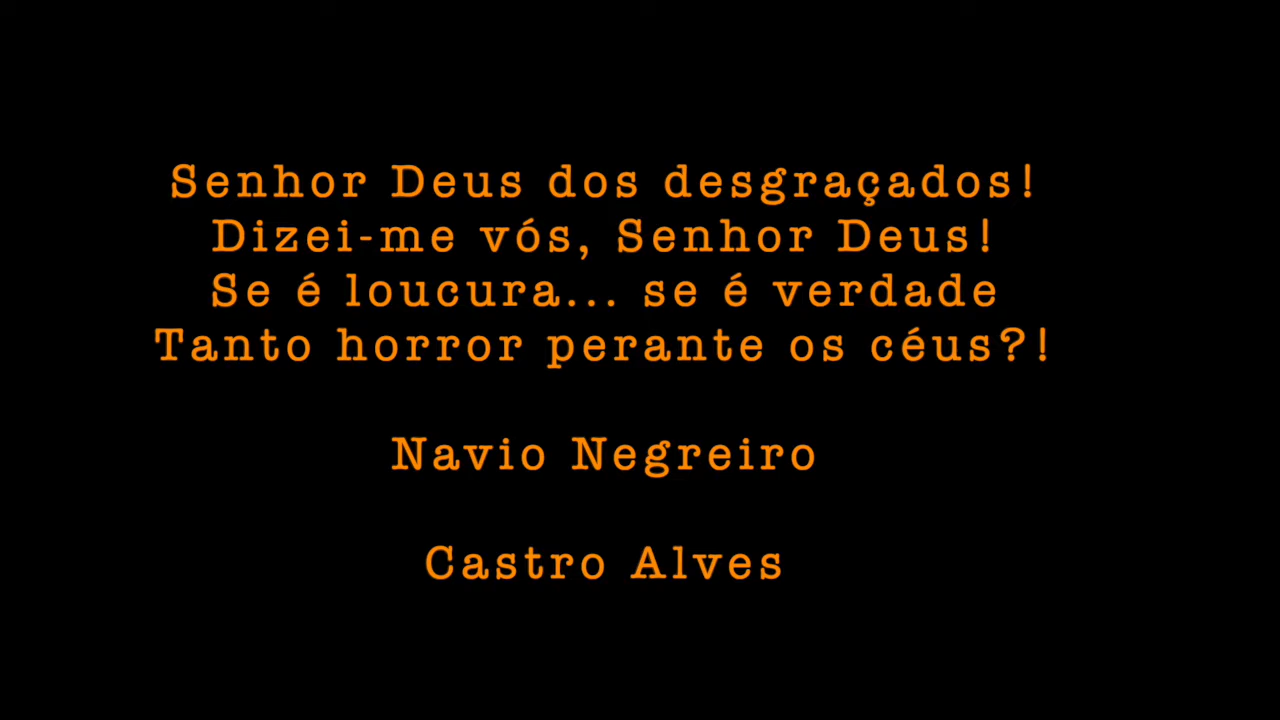 Senhor Deus dos desgraçados!
Dizei-me vós, Senhor Deus!
Se é loucura... se é verdade
Tanto horror perante os céus?!
Navio Negreiro
Castro Alves